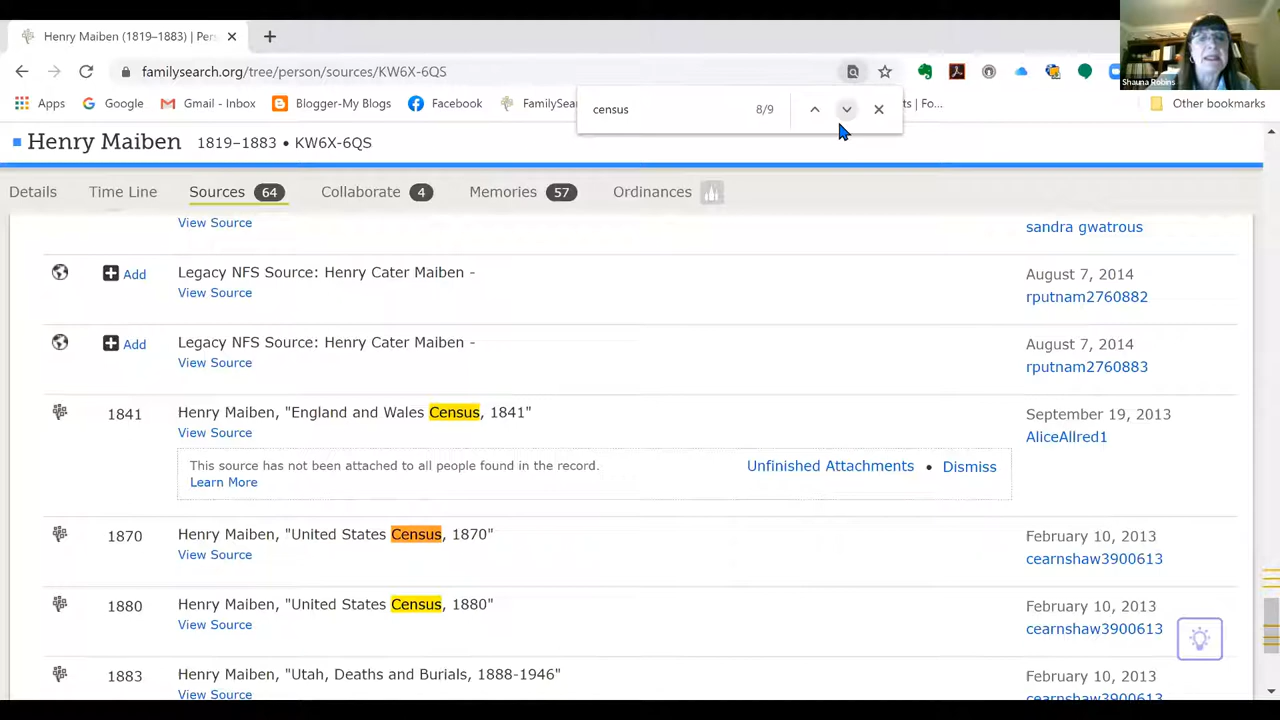 Henry Maiben (1819–1883) | Per
familysearch.org/tree/person/sources/KW6X-6QS
Apps Google Gmail - Inbox Blogger-My Blogs Facebook FamilySea
census 8/9
s | Fo... Other bookmarks
Shauna Robins
Henry Maiben 1819–1883 • KW6X-6QS
Details Time Line Sources 64 Collaborate 4 Memories 57 Ordinances
View Source
sandra gwatrous
Add Legacy NFS Source: Henry Cater Maiben - August 7, 2014
View Source rputnam2760882
Add Legacy NFS Source: Henry Cater Maiben - August 7, 2014
View Source rputnam2760883
1841 Henry Maiben, "England and Wales Census, 1841" September 19, 2013
View Source AliceAllred1
This source has not been attached to all people found in the record. Unfinished Attachments • Dismiss
Learn More
1870 Henry Maiben, "United States Census, 1870" February 10, 2013
View Source cearnshaw3900613
1880 Henry Maiben, "United States Census, 1880" February 10, 2013
View Source cearnshaw3900613
1883 Henry Maiben, "Utah, Deaths and Burials, 1888-1946" February 10, 2013
View Source cearnshaw3900613